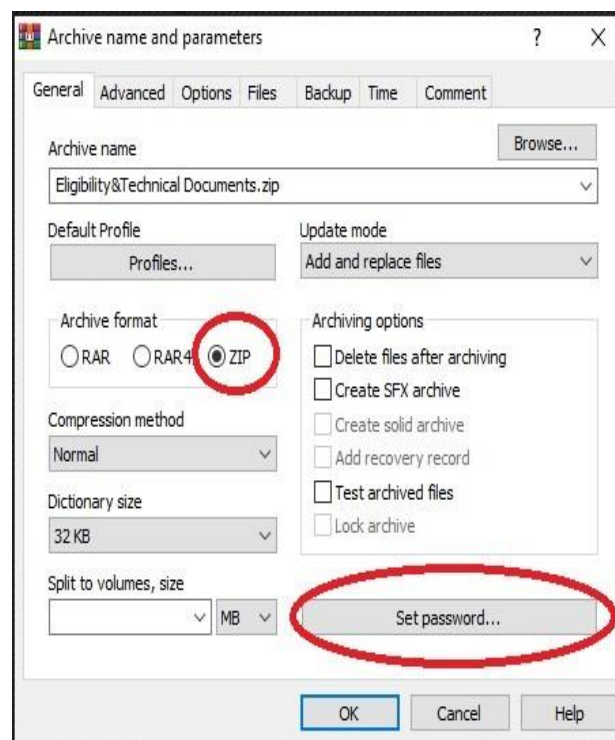 Archive name and parameters ? X
General Advanced Options Files Backup Time Comment
Archive name
Browse...
Eligibility&Technical Documents.zip
Default Profile
Profiles...
Update mode
Add and replace files
Archive format
RAR RAR4 ZIP
Compression method
Normal
Dictionary size
32 KB
Split to volumes, size
MB
Archiving options
Delete files after archiving
Create SFX archive
Create solid archive
Add recovery record
Test archived files
Lock archive
Set password...
OK Cancel Help